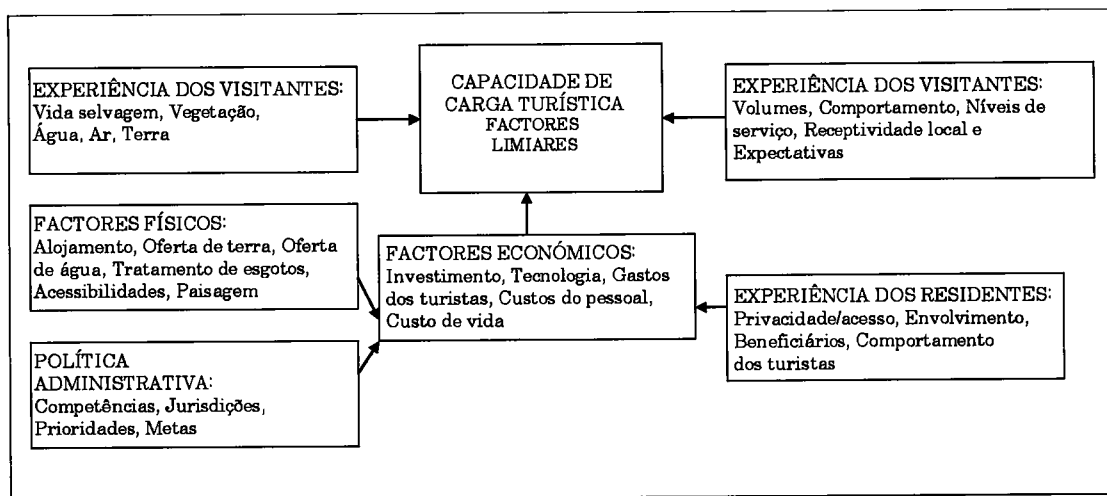 EXPERIÊNCIA DOS VISITANTES:
Vida selvagem, Vegetação,
Água, Ar, Terra
CAPACIDADE DE
CARGA TURÍSTICA
FACTORES
LIMIARES
EXPERIÊNCIA DOS VISITANTES:
Volumes, Comportamento, Níveis de
serviço, Receptividade local e
Expectativas
FACTORES FÍSICOS:
Alojamento, Oferta de terra, Oferta
de água, Tratamento de esgotos,
Acessibilidades, Paisagem
FACTORES ECONÓMICOS:
Investimento, Tecnologia, Gastos
dos turistas, Custos do pessoal,
Custo de vida
EXPERIÊNCIA DOS RESIDENTES:
Privacidade/acesso, Envolvimento,
Beneficiários, Comportamento
dos turistas
POLÍTICA
ADMINISTRATIVA:
Competências, Jurisdições,
Prioridades, Metas